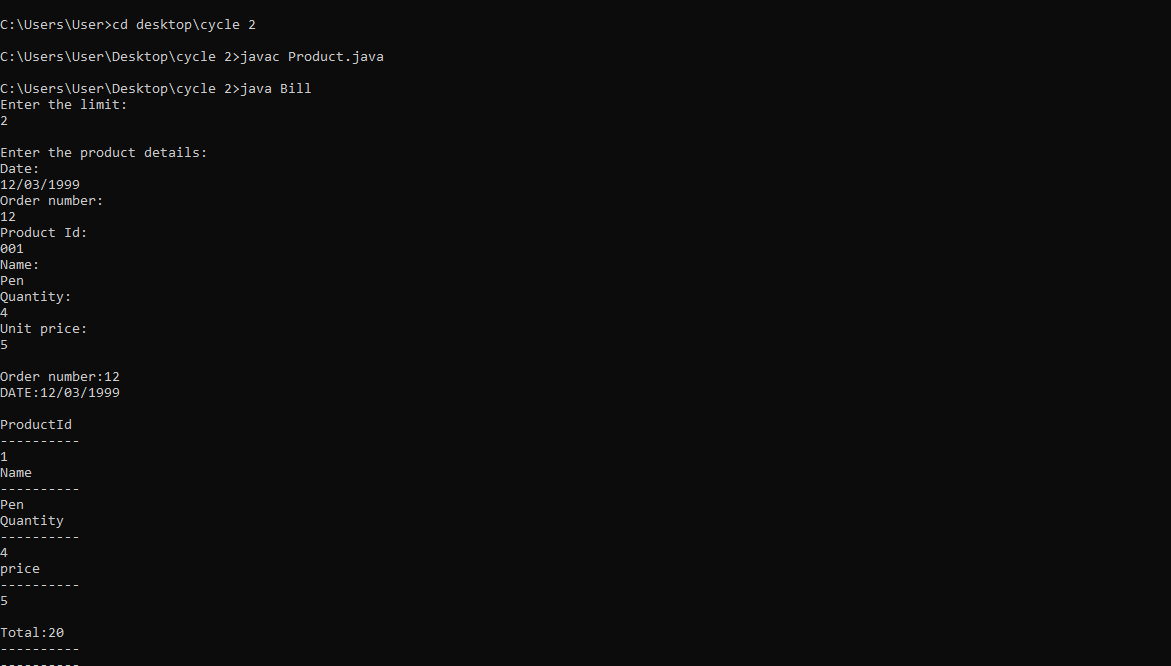 C:\Users\User>cd desktop\cycle 2
C:\Users\User\Desktop\cycle 2>javac Product.java
C:\Users\User\Desktop\cycle 2>java Bill
Enter the limit:
2
Enter the product details:
Date:
12/03/1999
Order number:
12
Product Id:
001
Name:
Pen
Quantity:
4
Unit price:
5
Order number:12
DATE:12/03/1999
ProductId
----------
1
Name
----------
Pen
Quantity
----------
4
price
----------
5
Total:20
----------
----------